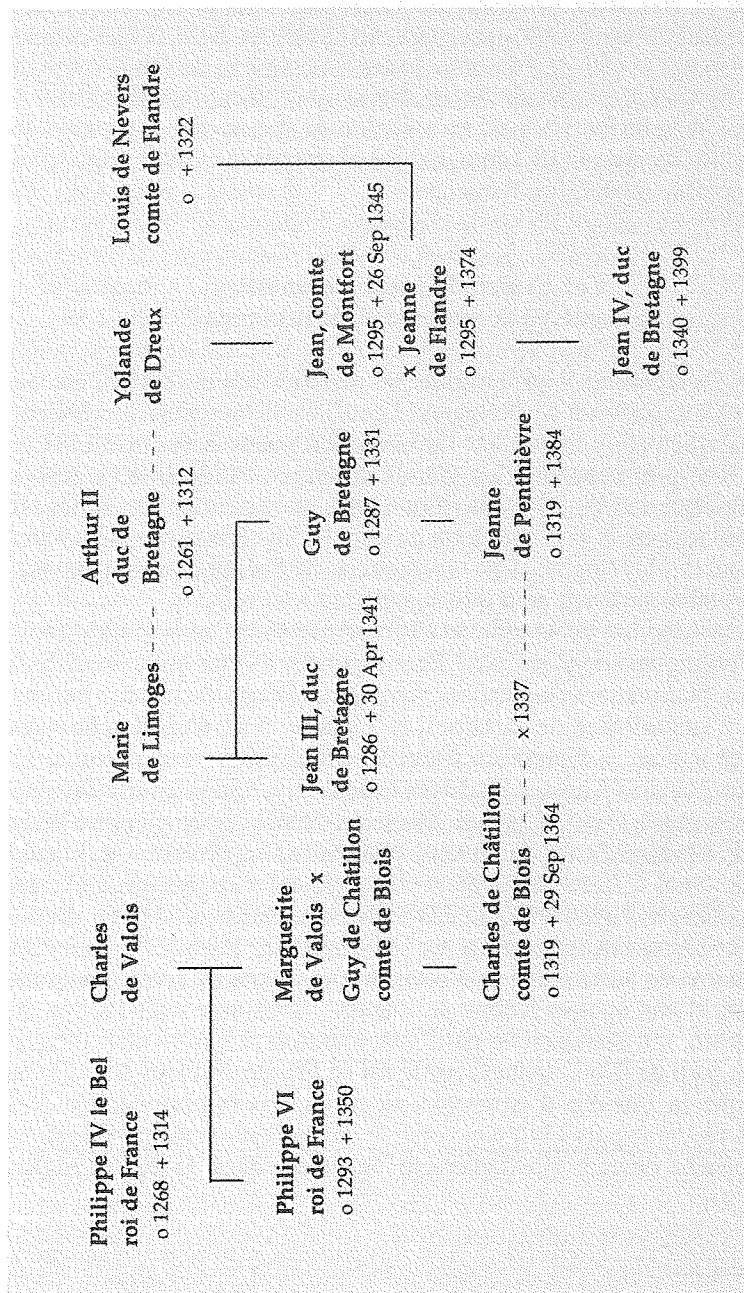 Philippe IV le Bel
roi de France
o 1268 + 1314
Charles
de Valois
Marie
de Limoges
Arthur II
duc de
Bretagne
o 1261 + 1312
Yolande
de Dreux
Louis de Nevers
comte de Flandre
o + 1322
Philippe VI
roi de France
o 1293 + 1350
Marguerite
de Valois x
Guy de Châtillon
comte de Blois
Jean III, duc
de Bretagne
o 1286 + 30 Apr 1341
Guy
de Bretagne
o 1287 + 1331
Jean, comte
de Montfort
o 1295 + 26 Sep 1345
x Jeanne
de Flandre
o 1295 + 1374
Charles de Châtillon
comte de Blois
o 1319 + 29 Sep 1364
x 1337
Jeanne
de Penthièvre
o 1319 + 1384
Jean IV, duc
de Bretagne
o 1340 + 1399